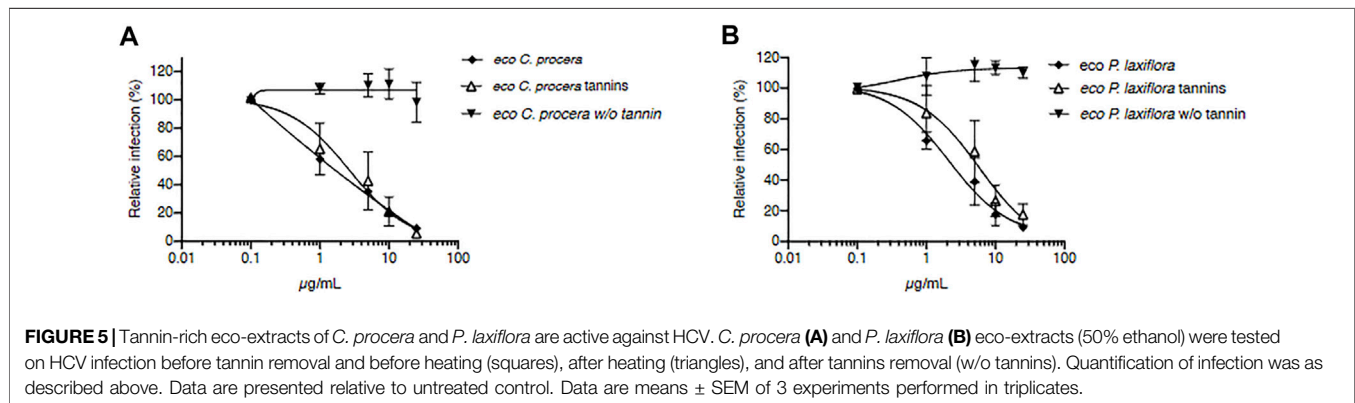 A
B
eco C. procera
eco C. procera tannins
eco C. procera w/o tannin
eco P. laxiflora
eco P. laxiflora tannins
eco P. laxiflora w/o tannin
Relative infection (%)
120
100
80
60
40
20
0
0.01 0.1 1 10 100
µg/mL
Relative infection (%)
120
100
80
60
40
20
0
0.01 0.1 1 10 100
µg/mL
FIGURE 5 | Tannin-rich eco-extracts of C. procera and P. laxiflora are active against HCV. C. procera (A) and P. laxiflora (B) eco-extracts (50% ethanol) were tested
on HCV infection before tannin removal and before heating (squares), after heating (triangles), and after tannins removal (w/o tannins). Quantification of infection was as
described above. Data are presented relative to untreated control. Data are means ± SEM of 3 experiments performed in triplicates.